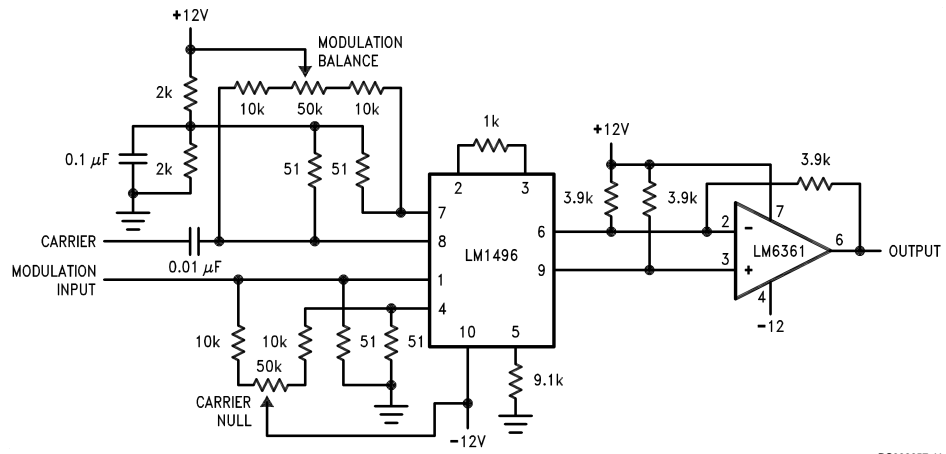 +12V
MODULATION
BALANCE
2k
10k
50k
10k
0.1 μF
2k
51
51
1k
2
3
+12V
3.9k
3.9k
3.9k
7
8
1
4
6
9
10
5
LM1496
CARRIER
0.01 μF
MODULATION
INPUT
10k
50k
10k
51
51
CARRIER
NULL
-12V
9.1k
2
3
7
-
+
LM6361
6
4
-12
OUTPUT